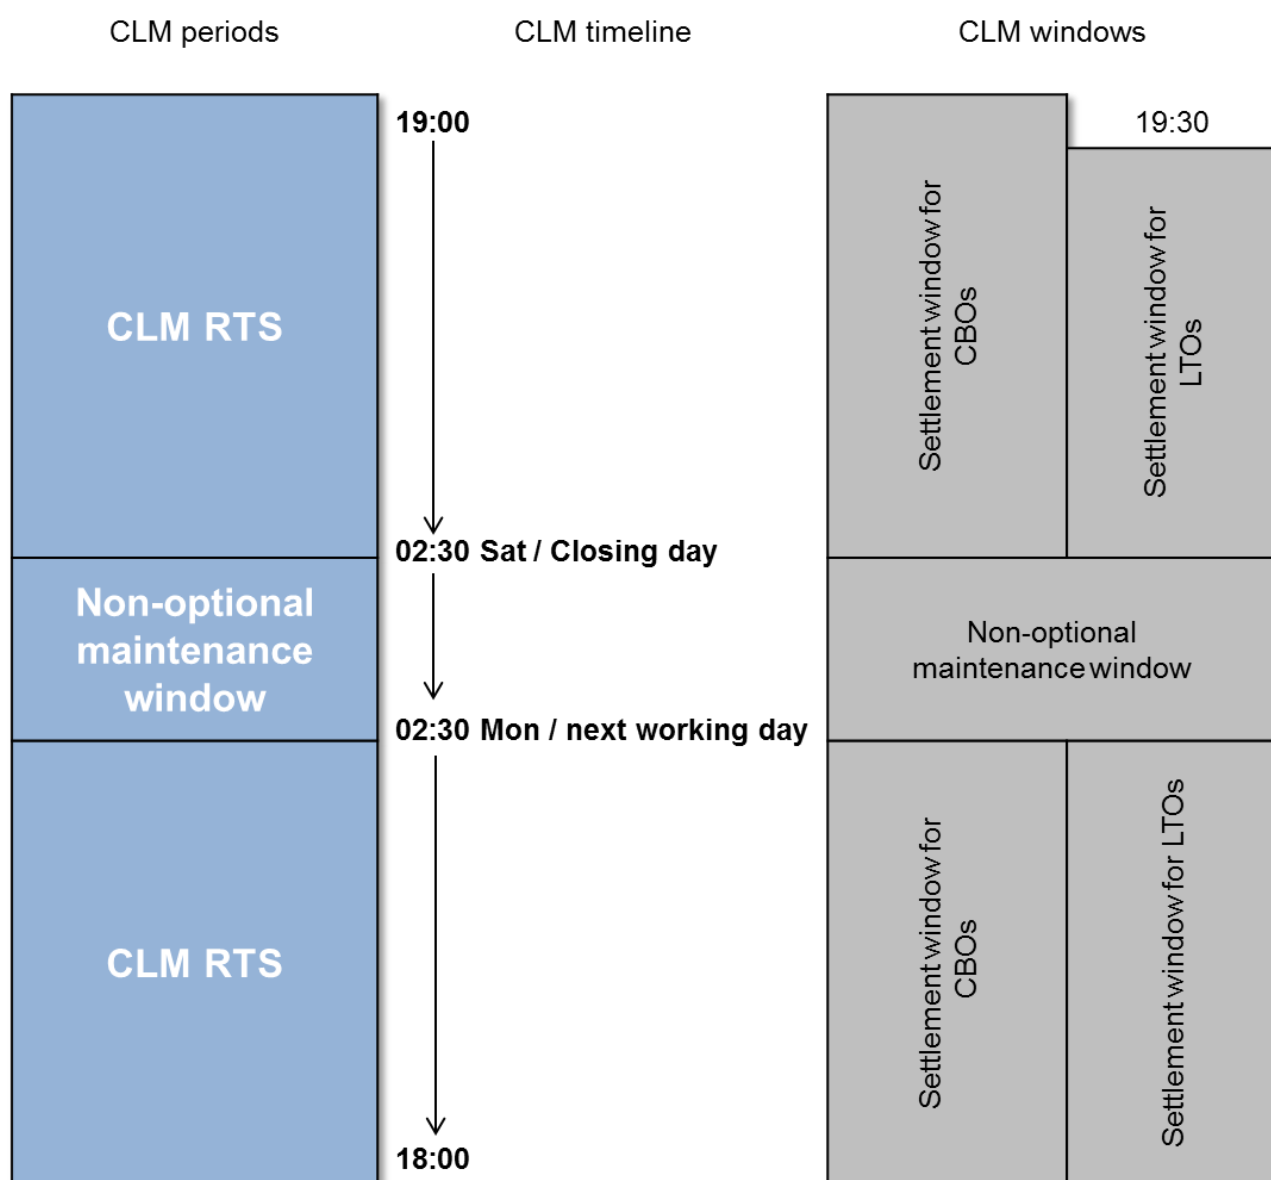 CLM periods
CLM timeline
CLM windows
19:00
19:30
CLM RTS
Settlement window for
CBOs
Settlement window for
LTOs
02:30 Sat / Closing day
Non-optional
maintenance
window
Non-optional
maintenance window
02:30 Mon / next working day
CLM RTS
Settlement window for
CBOs
Settlement window for LTOs
18:00